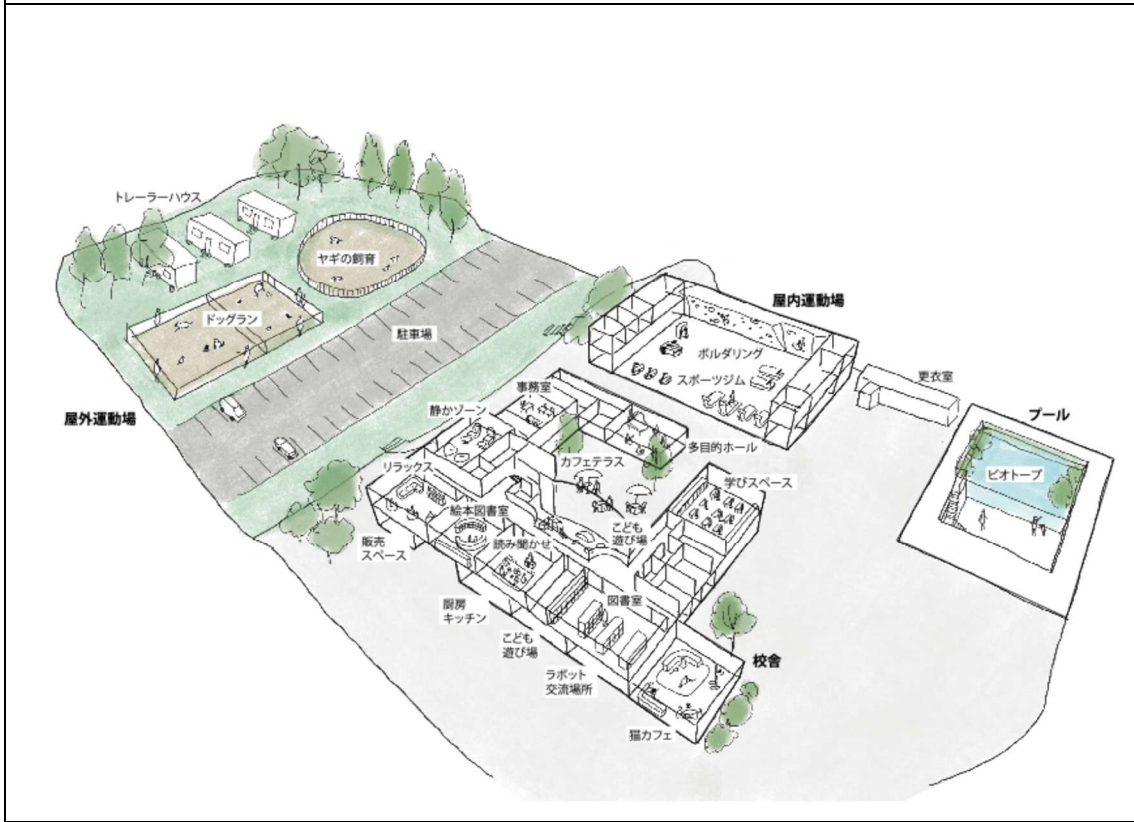 トレーラーハウス
ヤギの飼育
ドッグラン
駐車場
屋外運動場
屋内運動場
ボルダリング
スポーツジム
更衣室
プール
ビオトープ
事務室
静かゾーン
多目的ホール
カフェテラス
リラックス
学びスペース
絵本図書室
こども
遊び場
販売
スペース
読み聞かせ
図書室
厨房
キッチン
こども
遊び場
校舎
ラボット
交流場所
猫カフェ